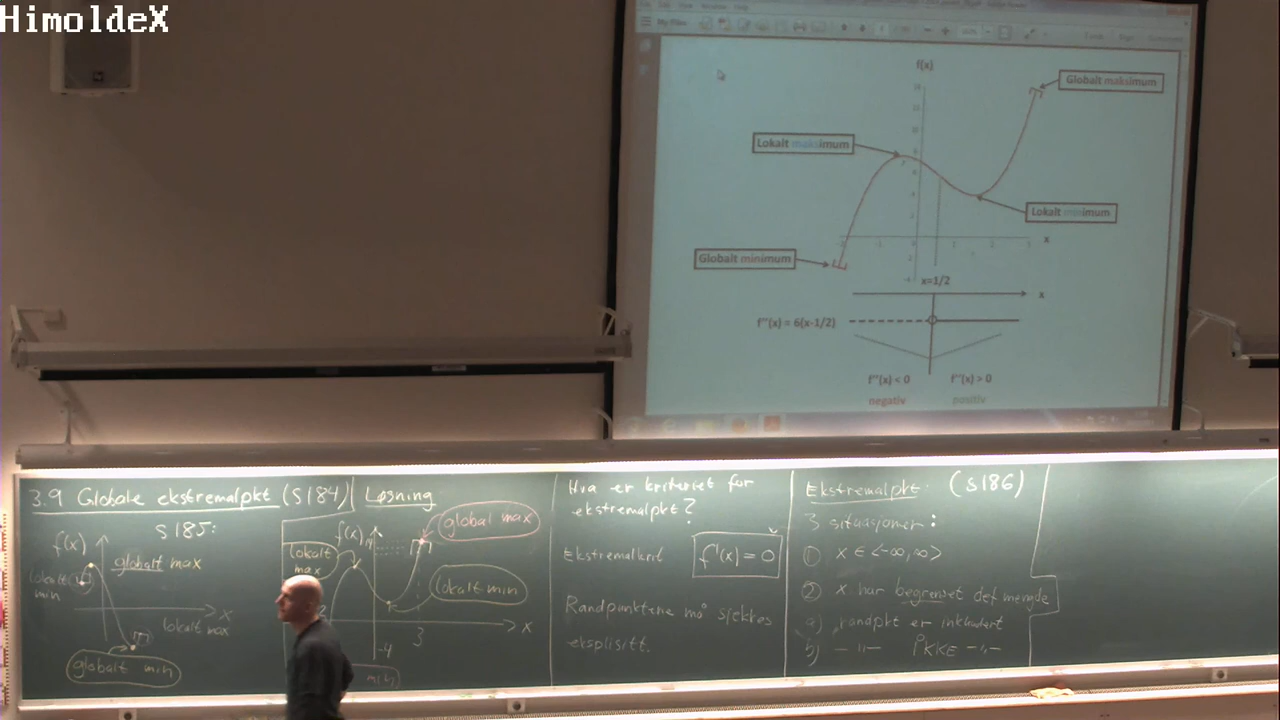 HimoldeX
f(x)
Globalt maksimum
Lokalt maksimum
Lokalt minimum
x
Globalt minimum
x=1/2
x
f''(x) = 6(x-1/2)
f''(x) < 0
f''(x) > 0
negativ
positiv
3.9 Globale ekstremalpkt (S184)
S185:
f(x)
globalt max
lokalt
min
x
lokalt max
globalt min
Løsning
f(x)
global max
lokalt
max
lokalt min
3
x
-4
Hva er kriteriet for
ekstremalpkt?
Ekstremalkrit
f'(x) = 0
Randpunktene må sjekkes
eksplisitt.
Ekstremalpkt: (S186)
3 situasjoner:
① x ∈ <-∞,∞>
② x har begrenset def mengde
a) randpkt er inkludert
b) -"- IKKE -"-